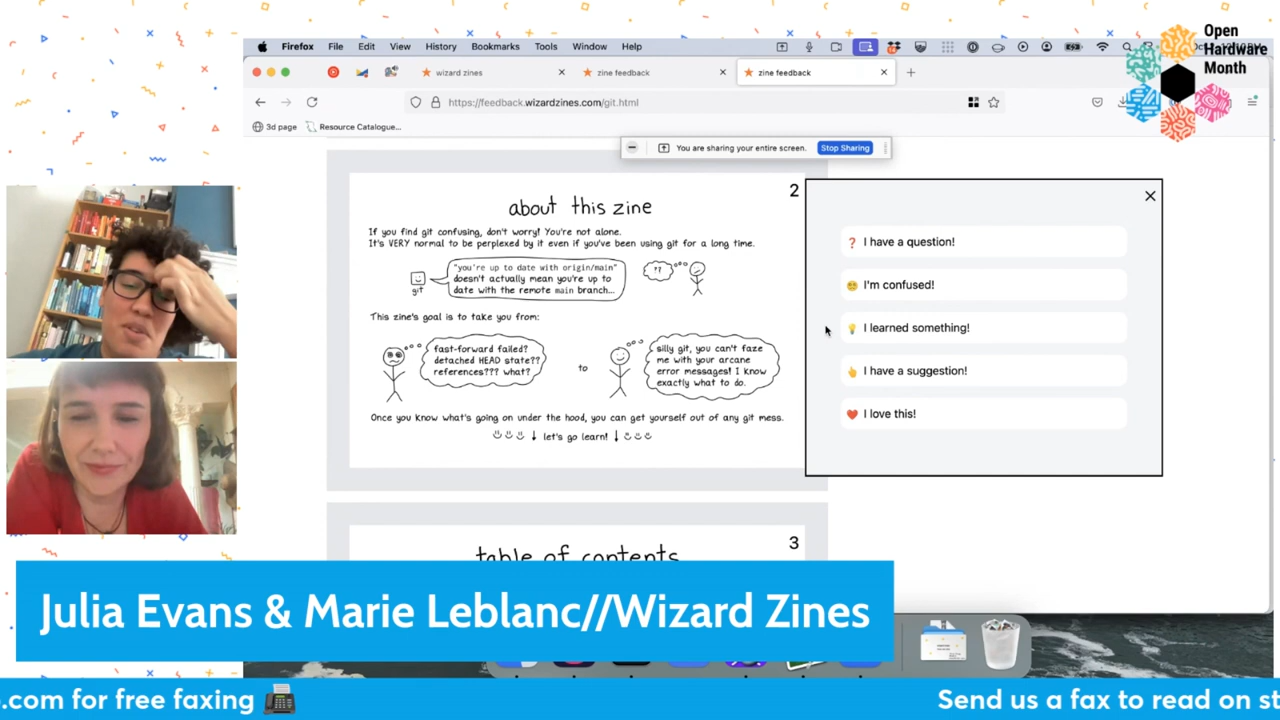 Firefox File Edit View History Bookmarks Tools Window Help
Open
Hardware
Month
wizard zines
zine feedback
zine feedback
https://feedback.wizardzines.com/git.html
3d page
Resource Catalogue...
You are sharing your entire screen.
Stop Sharing
2
about this zine
If you find git confusing, don't worry! You're not alone.
It's VERY normal to be perplexed by it even if you've been using git for a long time.
"you're up to date with origin/main"
doesn't actually mean you're up to
date with the remote main branch...
git
??
This zine's goal is to take you from:
fast-forward failed?
detached HEAD state??
references??? what?
to
silly git, you can't faze
me with your arcane
error messages! I know
exactly what to do.
Once you know what's going on under the hood, you can get yourself out of any git mess.
let's go learn!
❓ I have a question!
I'm confused!
💡 I learned something!
👆 I have a suggestion!
❤️ I love this!
3
table of contents
Julia Evans & Marie Leblanc//Wizard Zines
.com for free faxing 📠
Send us a fax to read on st